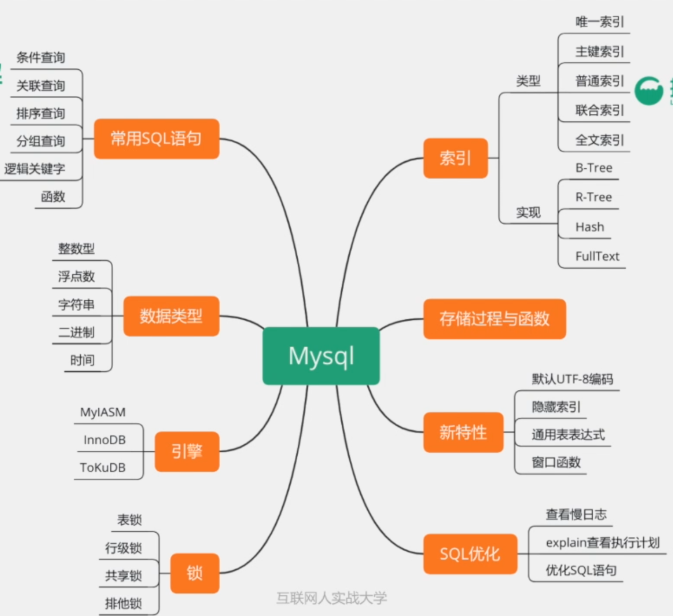 条件查询
关联查询
排序查询
分组查询
逻辑关键字
函数
常用SQL语句
整数型
浮点数
字符串
二进制
时间
数据类型
MyIASM
InnoDB
ToKuDB
引擎
表锁
行级锁
共享锁
排他锁
锁
Mysql
索引
类型
唯一索引
主键索引
普通索引
联合索引
全文索引
实现
B-Tree
R-Tree
Hash
FullText
存储过程与函数
新特性
默认UTF-8编码
隐藏索引
通用表表达式
窗口函数
SQL优化
查看慢日志
explain查看执行计划
优化SQL语句
互联网人实战大学